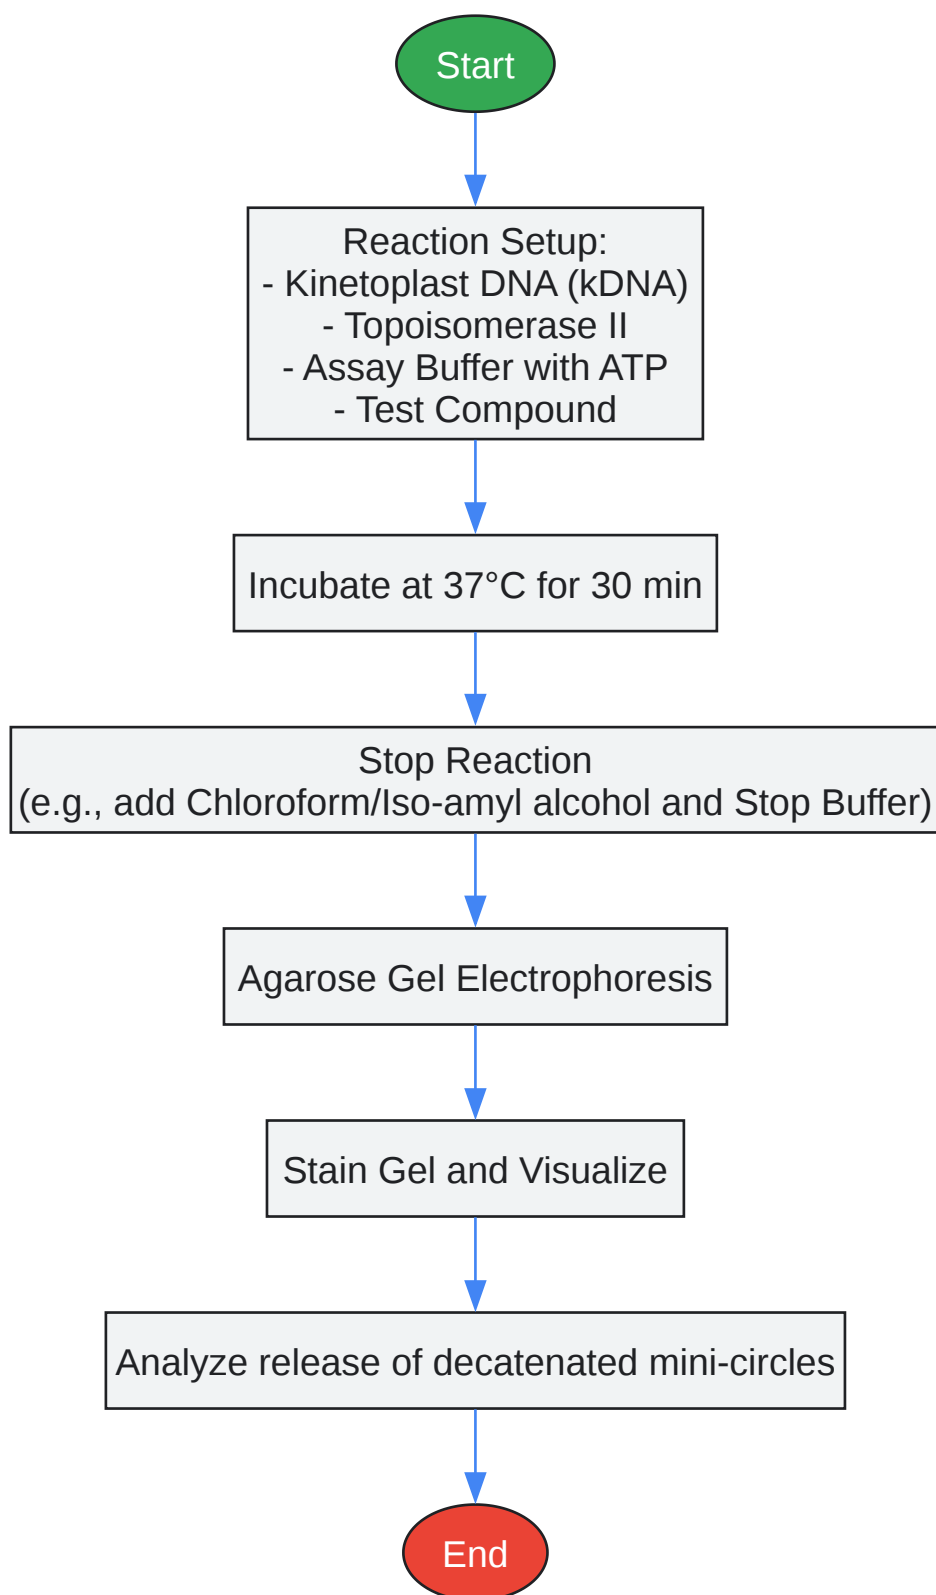 Start
Reaction Setup:
- Kinetoplast DNA (kDNA)
- Topoisomerase II
- Assay Buffer with ATP
- Test Compound
Incubate at 37°C for 30 min
Stop Reaction
(e.g., add Chloroform/Iso-amyl alcohol and Stop Buffer)
Agarose Gel Electrophoresis
Stain Gel and Visualize
Analyze release of decatenated mini-circles
End